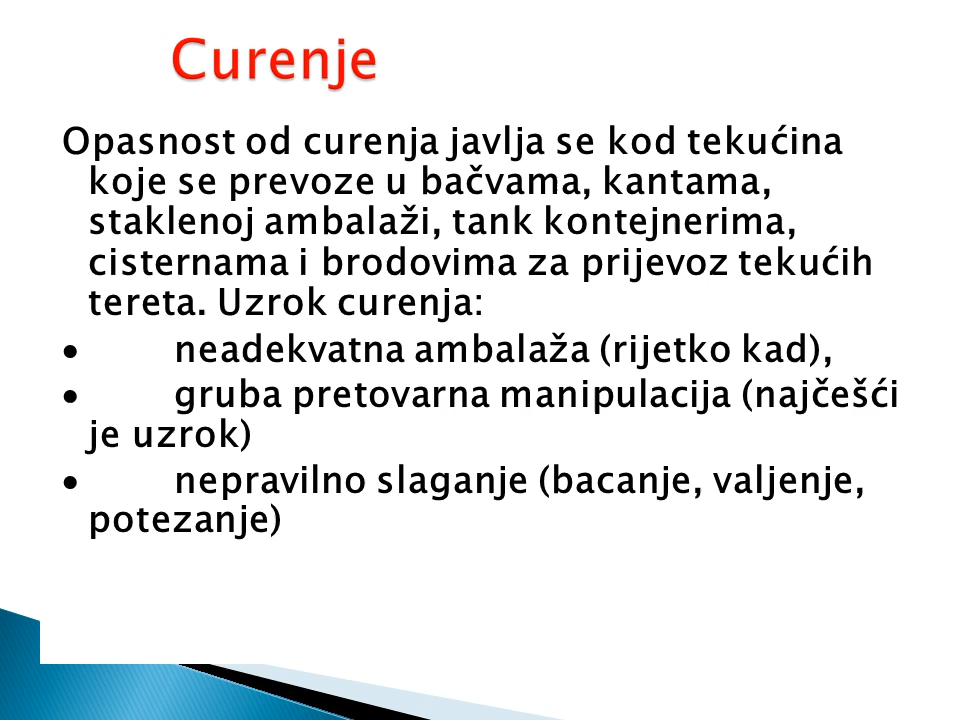 Curenje
Opasnost od curenja javlja se kod tekućina
koje se prevoze u bačvama, kantama,
staklenoj ambalaži, tank kontejnerima,
cisternama i brodovima za prijevoz tekućih
tereta. Uzrok curenja:
• neadekvatna ambalaža (rijetko kad),
• gruba pretovarna manipulacija (najčešći
je uzrok)
• nepravilno slaganje (bacanje, valjenje,
potezanje)